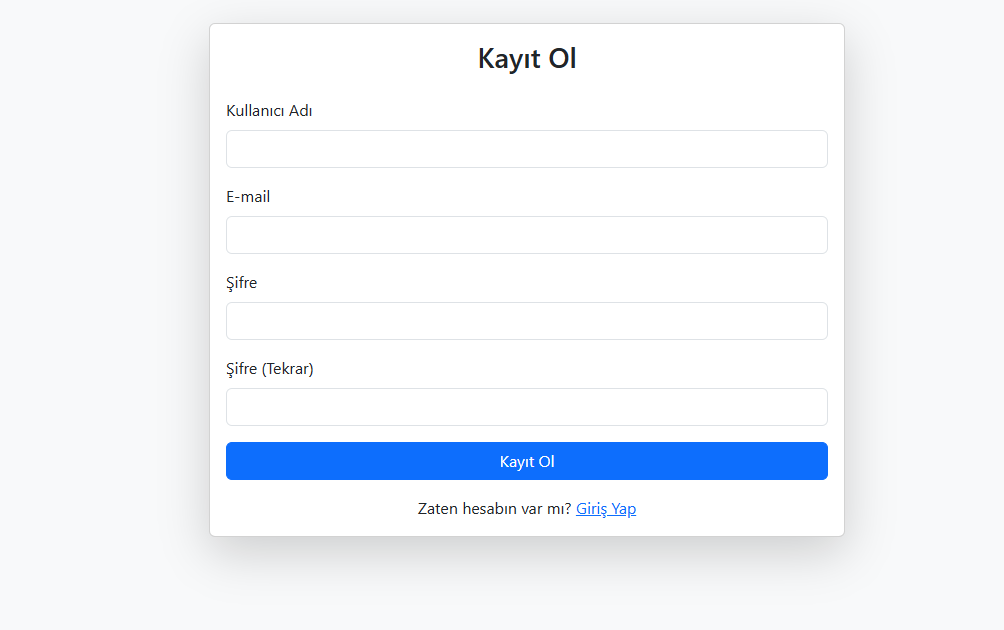 Kayıt Ol
Kullanıcı Adı
E-mail
Şifre
Şifre (Tekrar)
Kayıt Ol
Zaten hesabın var mı? Giriş Yap